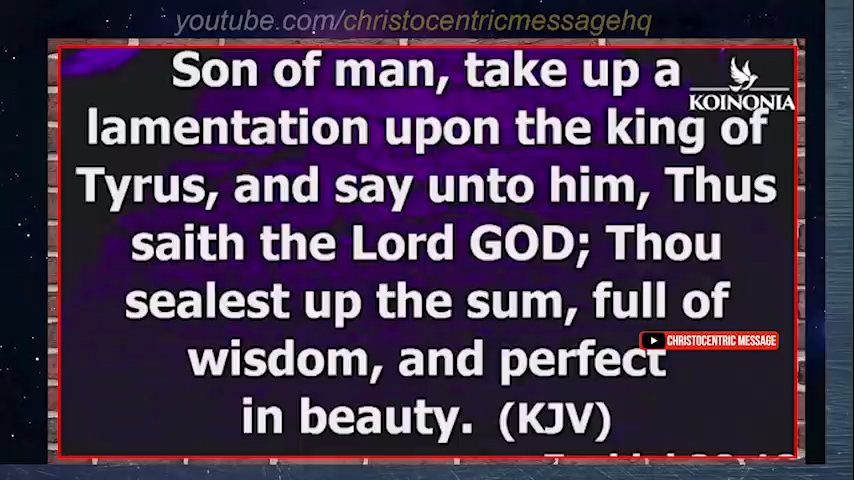 youtube.com/christocentricmessagehq
Son of man, take up a
KOINONIA
lamentation upon the king of
Tyrus, and say unto him, Thus
saith the Lord GOD; Thou
sealest up the sum, full of
CHRISTOCENTRIC MESSAGE
wisdom, and perfect
in beauty. (KJV)